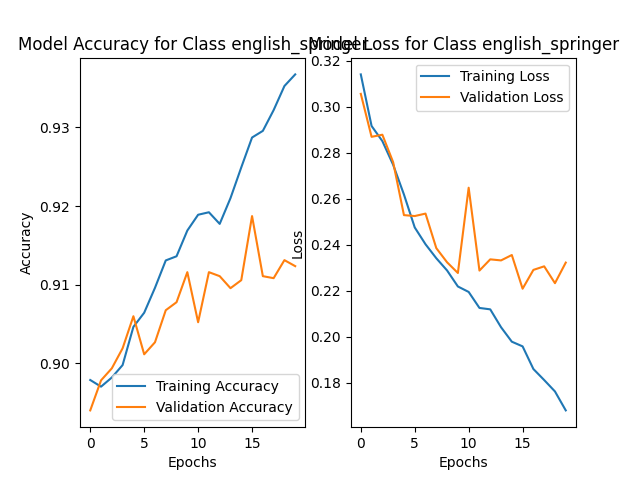 Model Accuracy for Class english_springer
Accuracy
0.93
0.92
0.91
0.90
0 5 10 15
Epochs
Training Accuracy
Validation Accuracy
Model Loss for Class english_springer
Loss
0.32
0.30
0.28
0.26
0.24
0.22
0.20
0.18
0 5 10 15
Epochs
Training Loss
Validation Loss